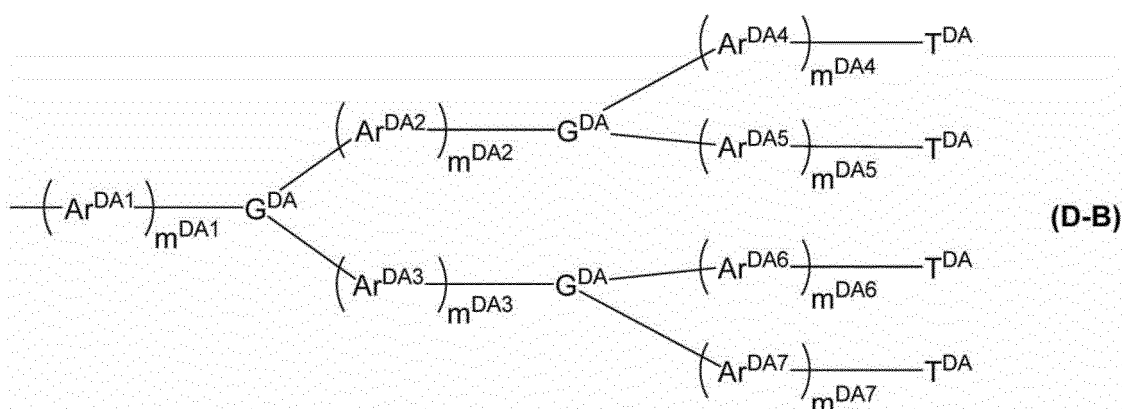 (Ar^DA4)m^DA4 T^DA
(Ar^DA2)m^DA2 G^DA (Ar^DA5)m^DA5 T^DA
(Ar^DA1)m^DA1 G^DA (D-B)
(Ar^DA3)m^DA3 G^DA (Ar^DA6)m^DA6 T^DA
(Ar^DA7)m^DA7 T^DA